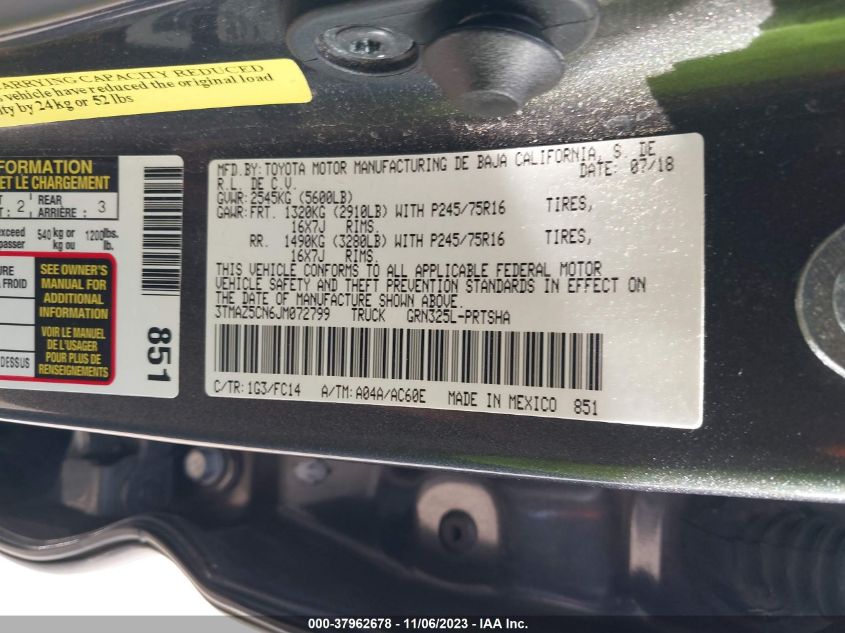 CARRYING CAPACITY REDUCED
vehicle have reduced the original load
by 24kg or 52 lbs
FORMATION
ET LE CHARGEMENT
2 REAR ARRIÈRE : 3
exceed 540 kg or 1200 lbs.
passer kg ou lb.
SEE OWNER'S
MANUAL FOR
ADDITIONAL
INFORMATION
VOIR LE MANUEL
DE L'USAGER
POUR PLUS DE
RENSEIGNEMENTS
FROID
DESSUS
851
MFD.BY:TOYOTA MOTOR MANUFACTURING DE BAJA CALIFORNIA, S. DE
R.L. DE C.V. DATE: 07/18
GVWR:2545KG (5600LB)
GAWR:FRT. 1320KG (2910LB) WITH P245/75R16 TIRES,
16X7J RIMS.
RR. 1490KG (3280LB) WITH P245/75R16 TIRES,
16X7J RIMS.
THIS VEHICLE CONFORMS TO ALL APPLICABLE FEDERAL MOTOR
VEHICLE SAFETY AND THEFT PREVENTION STANDARDS IN EFFECT ON
THE DATE OF MANUFACTURE SHOWN ABOVE.
3TMAZ5CN6JM072799 TRUCK GRN325L-PRTSHA
C/TR:1G3/FC14 A/TM:A04A/AC60E MADE IN MEXICO 851
000-37962678 - 11/06/2023 - IAA Inc.